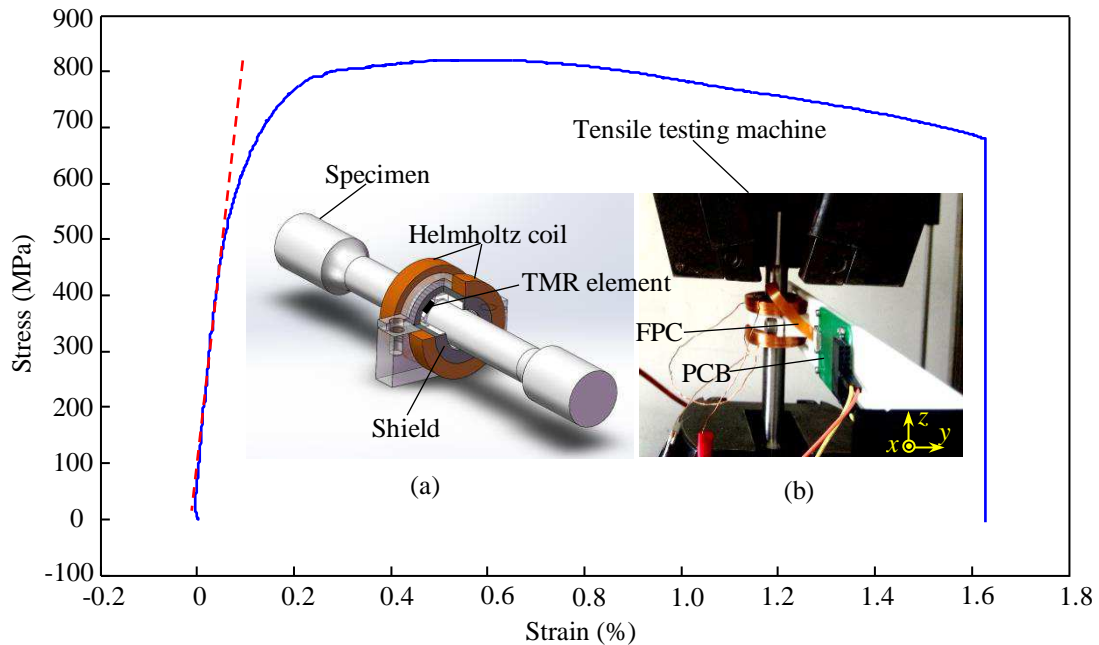 900
800
700
600
500
400
300
200
100
0
-100
Stress (MPa)
Tensile testing machine
Specimen
Helmholtz coil
TMR element
Shield
(a)
FPC
PCB
z
x
y
(b)
-0.2
0
0.2
0.4
0.6
0.8
1.0
1.2
1.4
1.6
1.8
Strain (%)